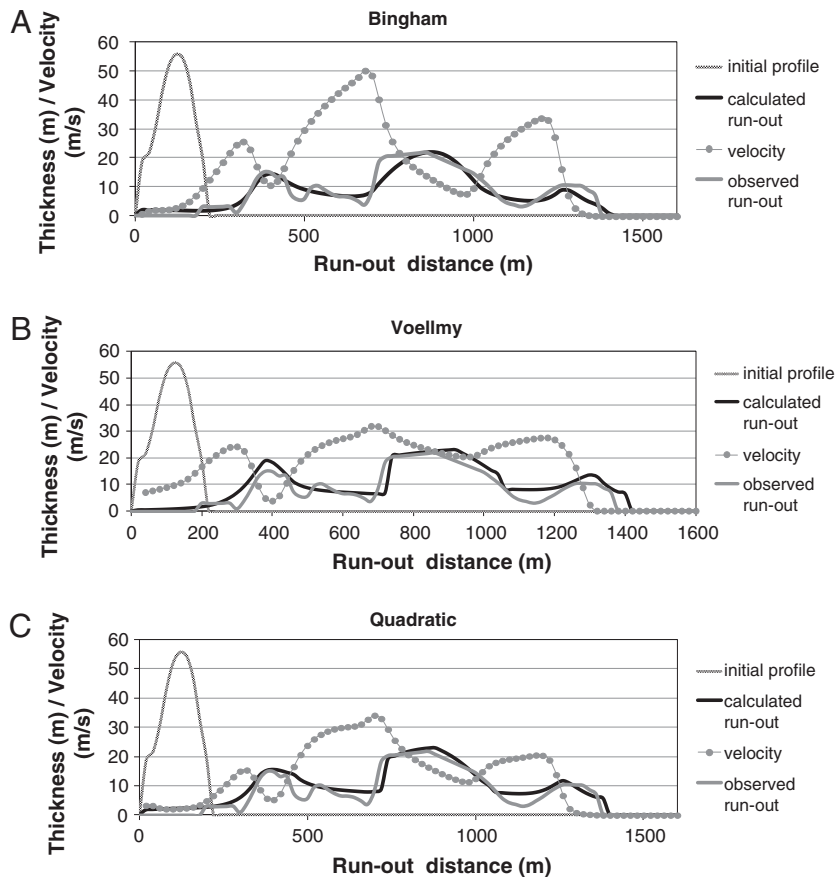 A
Bingham
Thickness (m) / Velocity
(m/s)
60
50
40
30
20
10
0
0
500
1000
1500
Run-out distance (m)
initial profile
calculated
run-out
velocity
observed
run-out
B
Voellmy
Thickness (m) / Velocity
(m/s)
60
50
40
30
20
10
0
0
200
400
600
800
1000
1200
1400
1600
Run-out distance (m)
initial profile
calculated
run-out
velocity
observed
run-out
C
Quadratic
Thickness (m) / Velocity
(m/s)
60
50
40
30
20
10
0
0
500
1000
1500
Run-out distance (m)
initial profile
calculated
run-out
velocity
observed
run-out